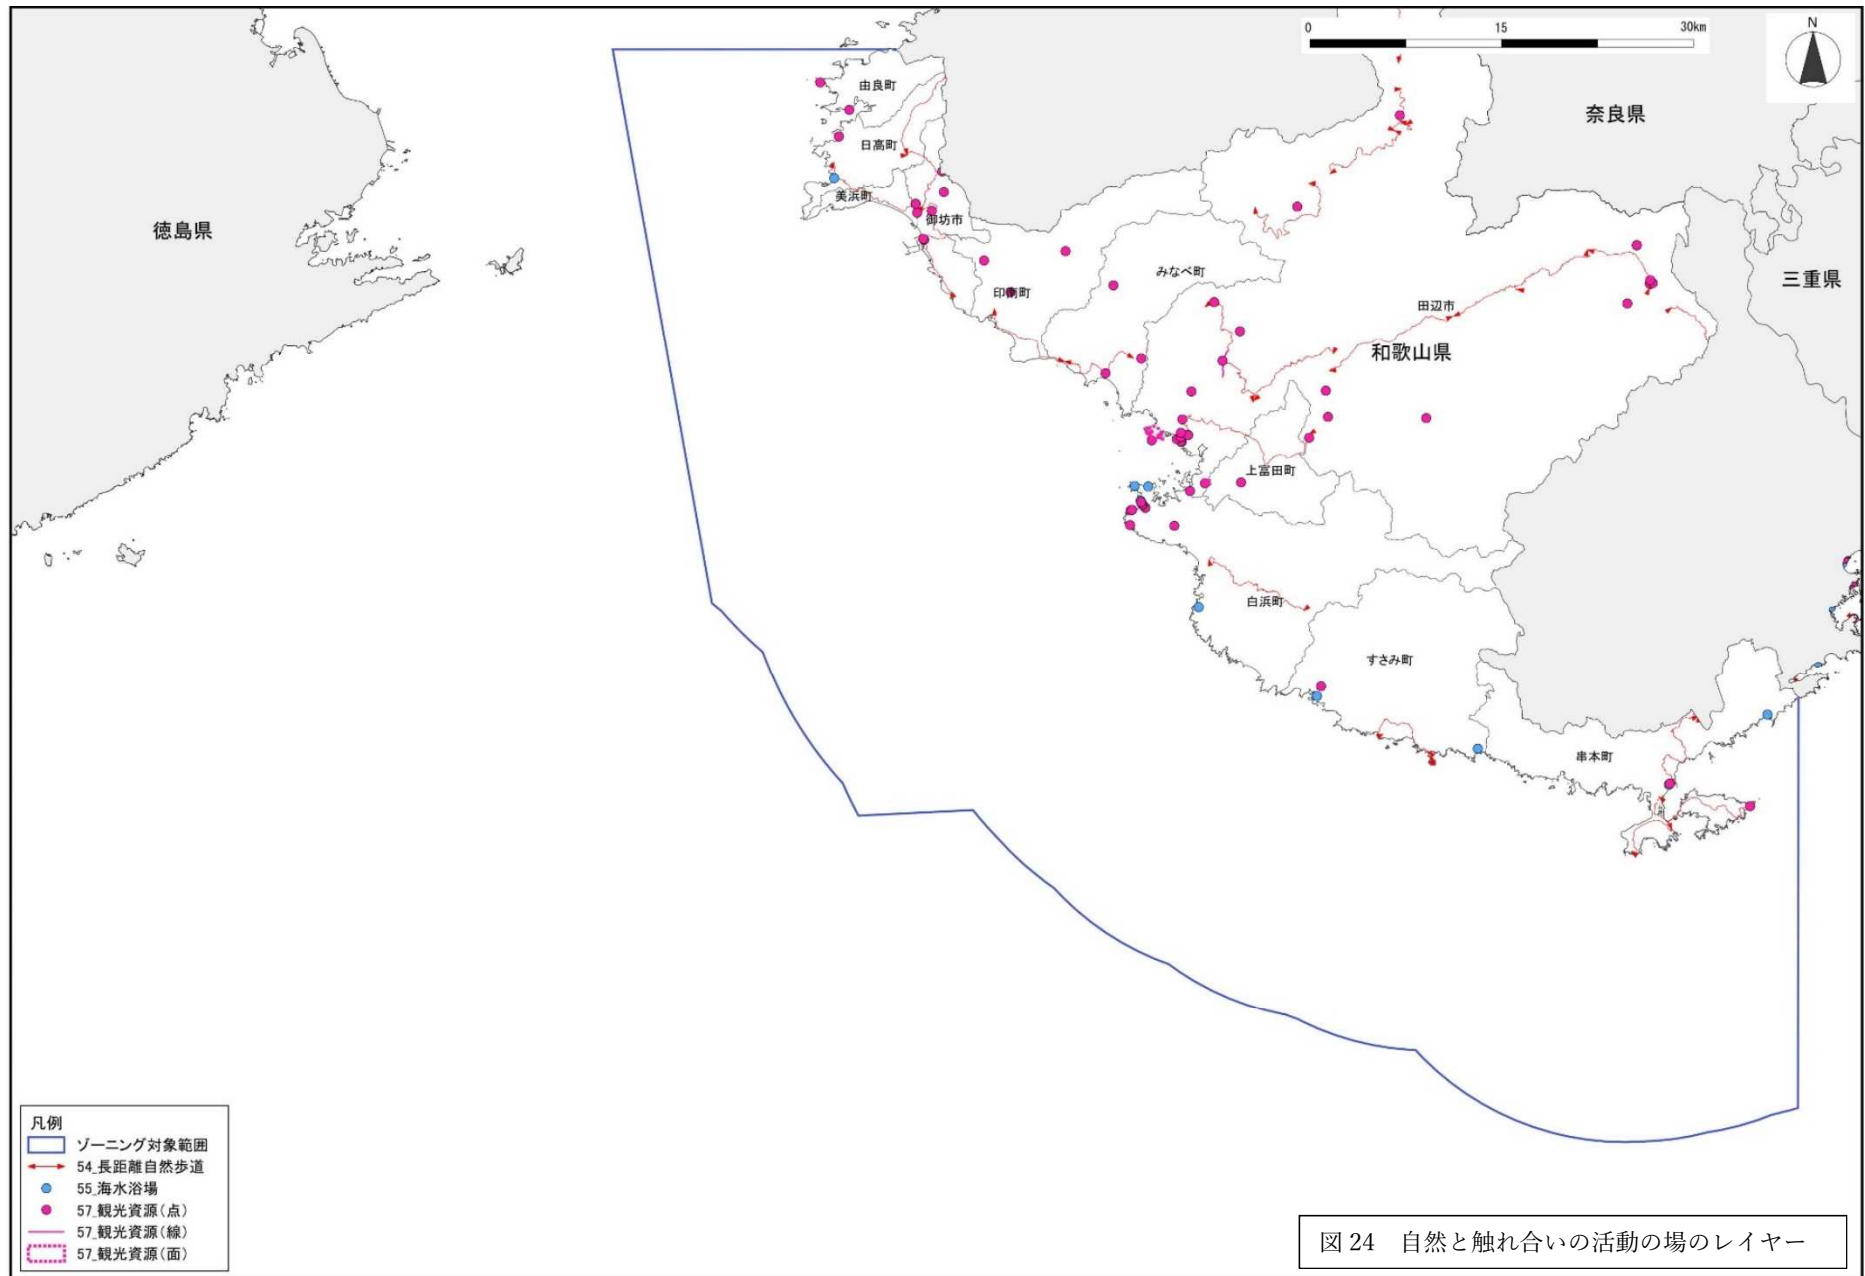 0 15 30km
N
由良町
奈良県
日高町
美浜町
御坊市
徳島県
みなべ町
三重県
印南町
田辺市
和歌山県
上富田町
白浜町
すさみ町
串本町
凡例
ゾーニング対象範囲
54_長距離自然歩道
55_海水浴場
57_観光資源(点)
57_観光資源(線)
57_観光資源(面)
図 24 自然と触れ合いの活動の場のレイヤー